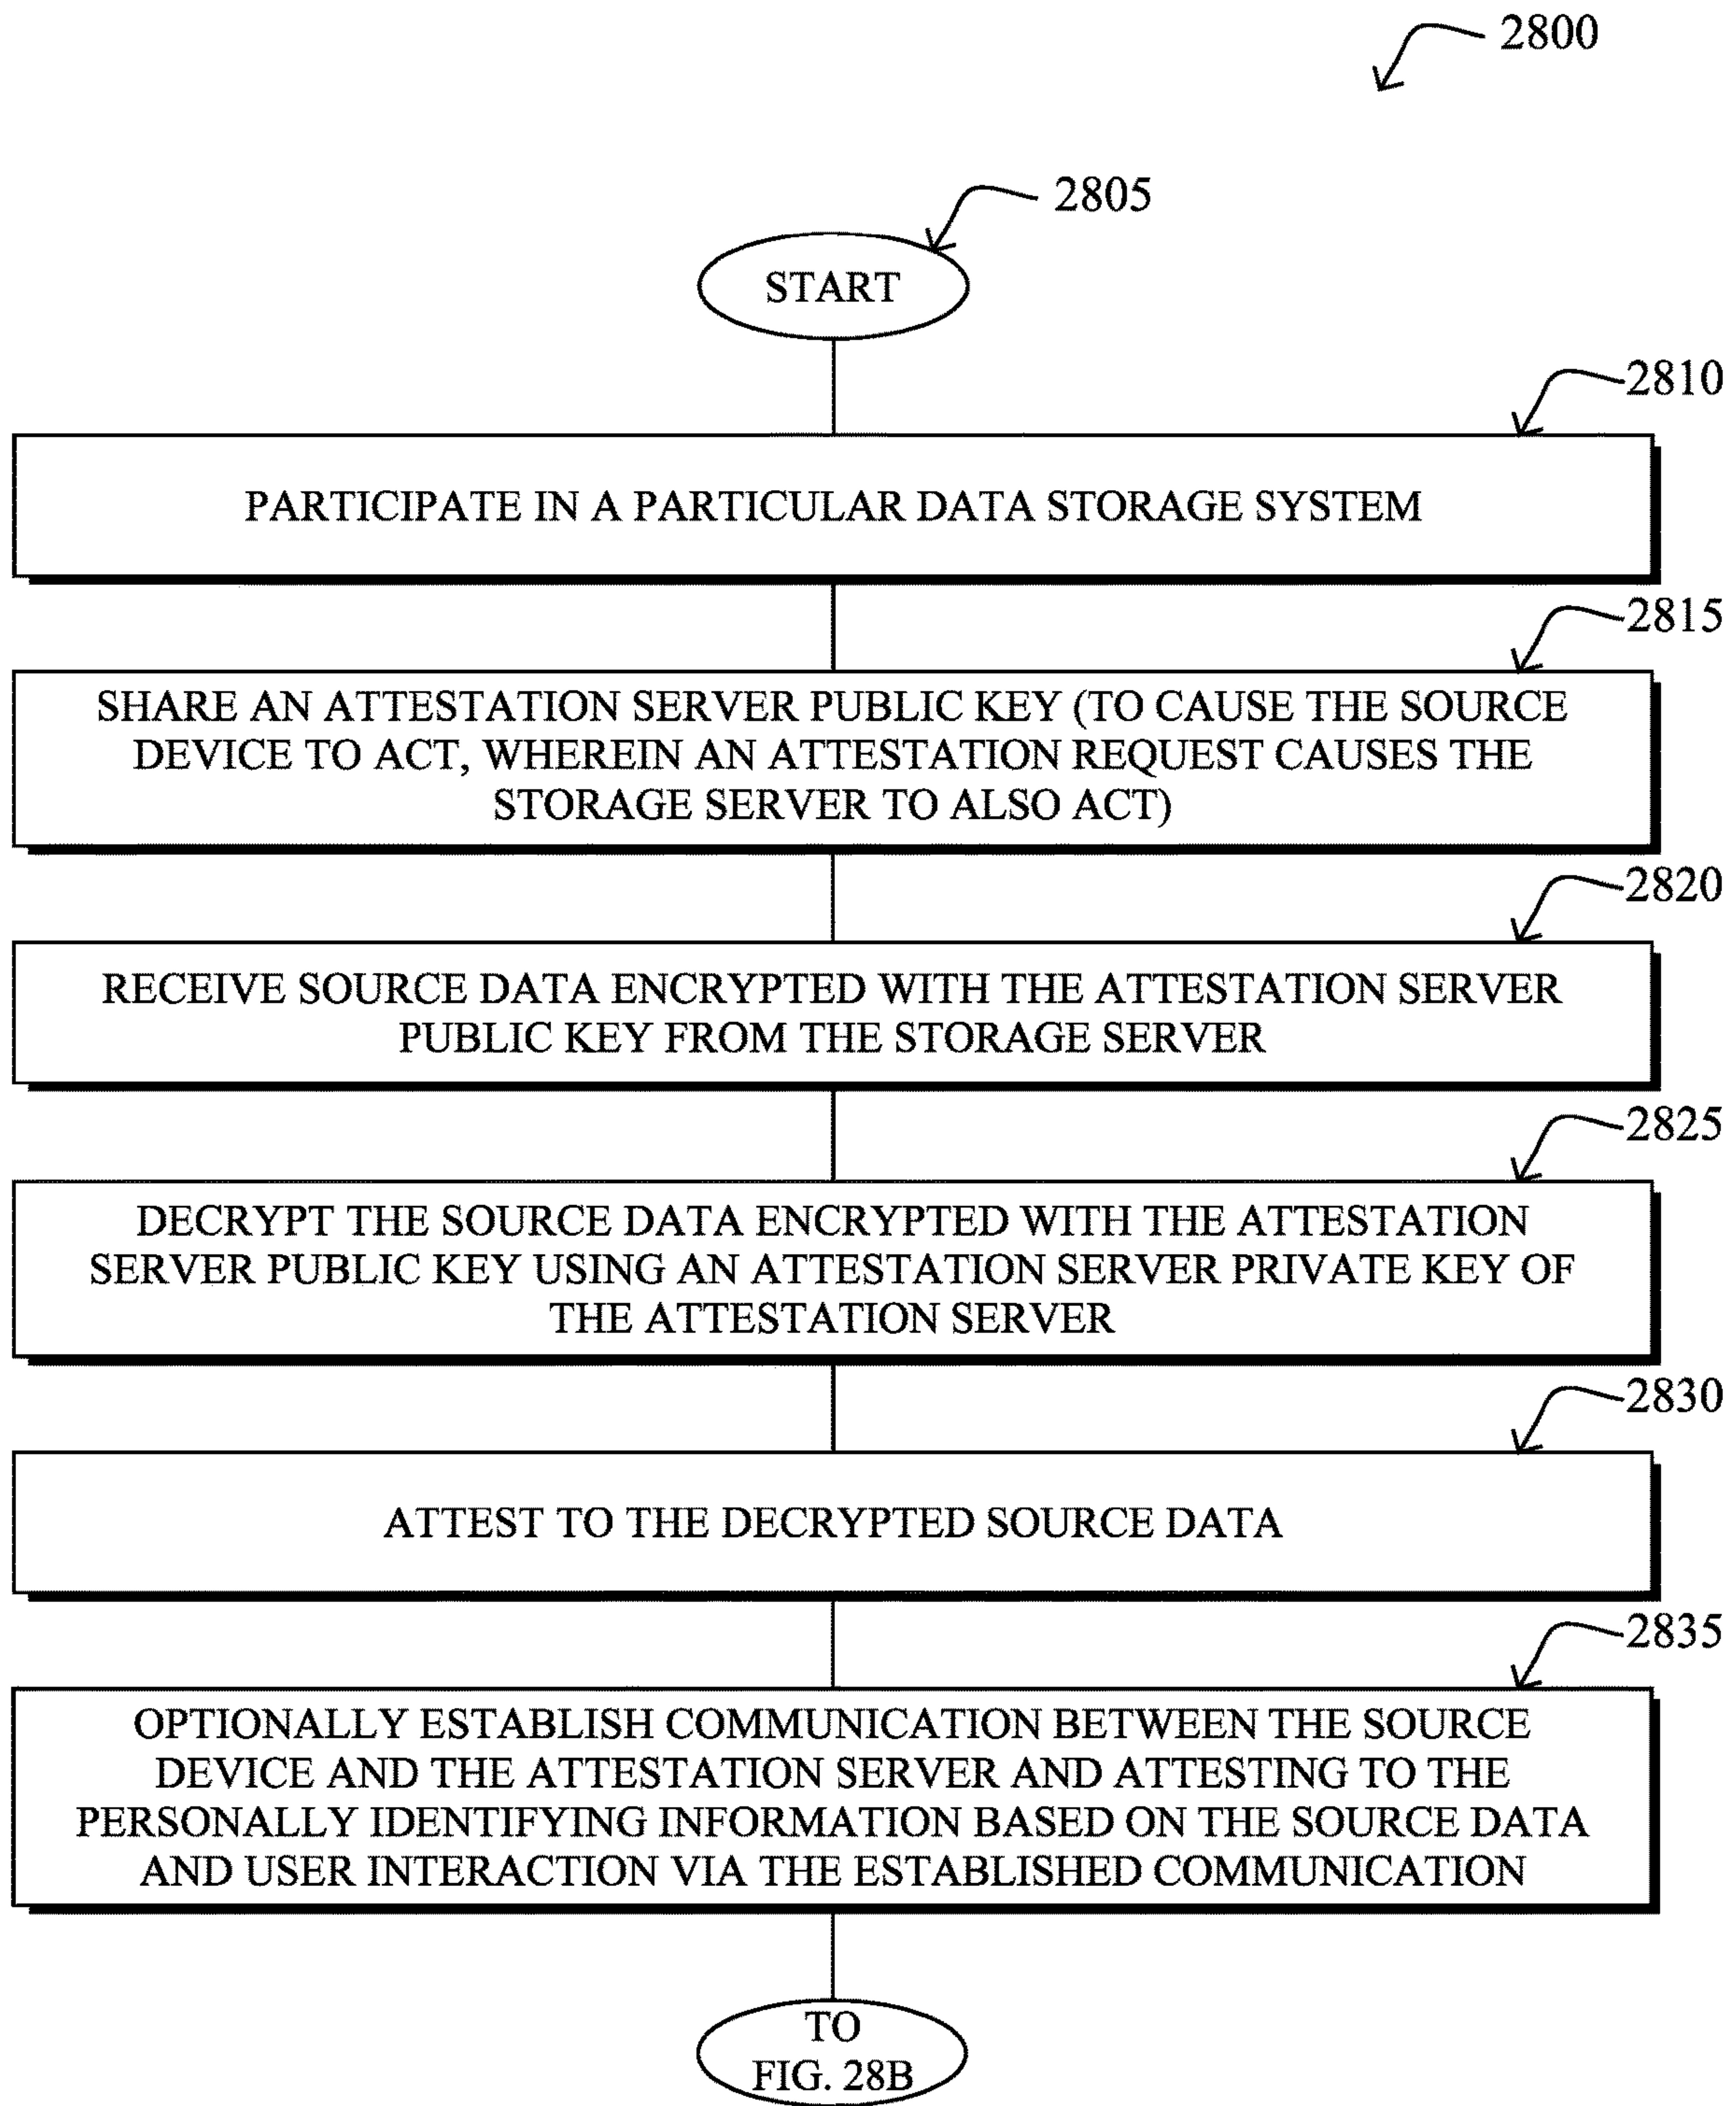 2800
2805
START
2810
PARTICIPATE IN A PARTICULAR DATA STORAGE SYSTEM
2815
SHARE AN ATTESTATION SERVER PUBLIC KEY (TO CAUSE THE SOURCE
DEVICE TO ACT, WHEREIN AN ATTESTATION REQUEST CAUSES THE
STORAGE SERVER TO ALSO ACT)
2820
RECEIVE SOURCE DATA ENCRYPTED WITH THE ATTESTATION SERVER
PUBLIC KEY FROM THE STORAGE SERVER
2825
DECRYPT THE SOURCE DATA ENCRYPTED WITH THE ATTESTATION
SERVER PUBLIC KEY USING AN ATTESTATION SERVER PRIVATE KEY OF
THE ATTESTATION SERVER
2830
ATTEST TO THE DECRYPTED SOURCE DATA
2835
OPTIONALLY ESTABLISH COMMUNICATION BETWEEN THE SOURCE
DEVICE AND THE ATTESTATION SERVER AND ATTESTING TO THE
PERSONALLY IDENTIFYING INFORMATION BASED ON THE SOURCE DATA
AND USER INTERACTION VIA THE ESTABLISHED COMMUNICATION
TO
FIG. 28B